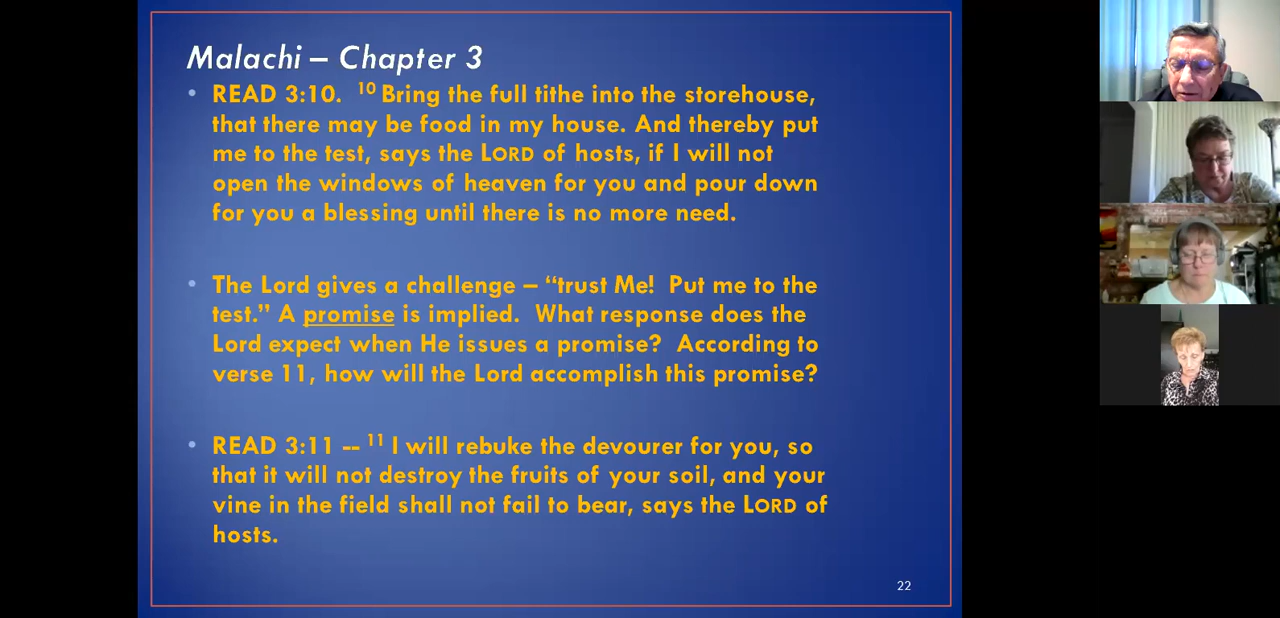 Malachi – Chapter 3
• READ 3:10. ¹⁰ Bring the full tithe into the storehouse,
that there may be food in my house. And thereby put
me to the test, says the LORD of hosts, if I will not
open the windows of heaven for you and pour down
for you a blessing until there is no more need.
• The Lord gives a challenge – “trust Me!  Put me to the
test.” A promise is implied.  What response does the
Lord expect when He issues a promise?  According to
verse 11, how will the Lord accomplish this promise?
• READ 3:11 -- ¹¹ I will rebuke the devourer for you, so
that it will not destroy the fruits of your soil, and your
vine in the field shall not fail to bear, says the LORD of
hosts.
22